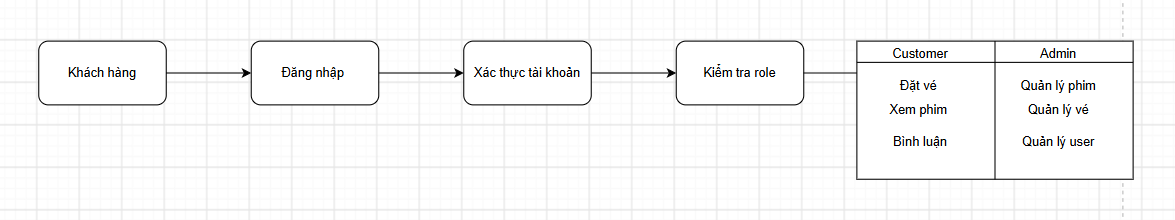 Khách hàng
Đăng nhập
Xác thực tài khoản
Kiểm tra role
Customer
Admin
Đặt vé
Quản lý phim
Xem phim
Quản lý vé
Bình luận
Quản lý user